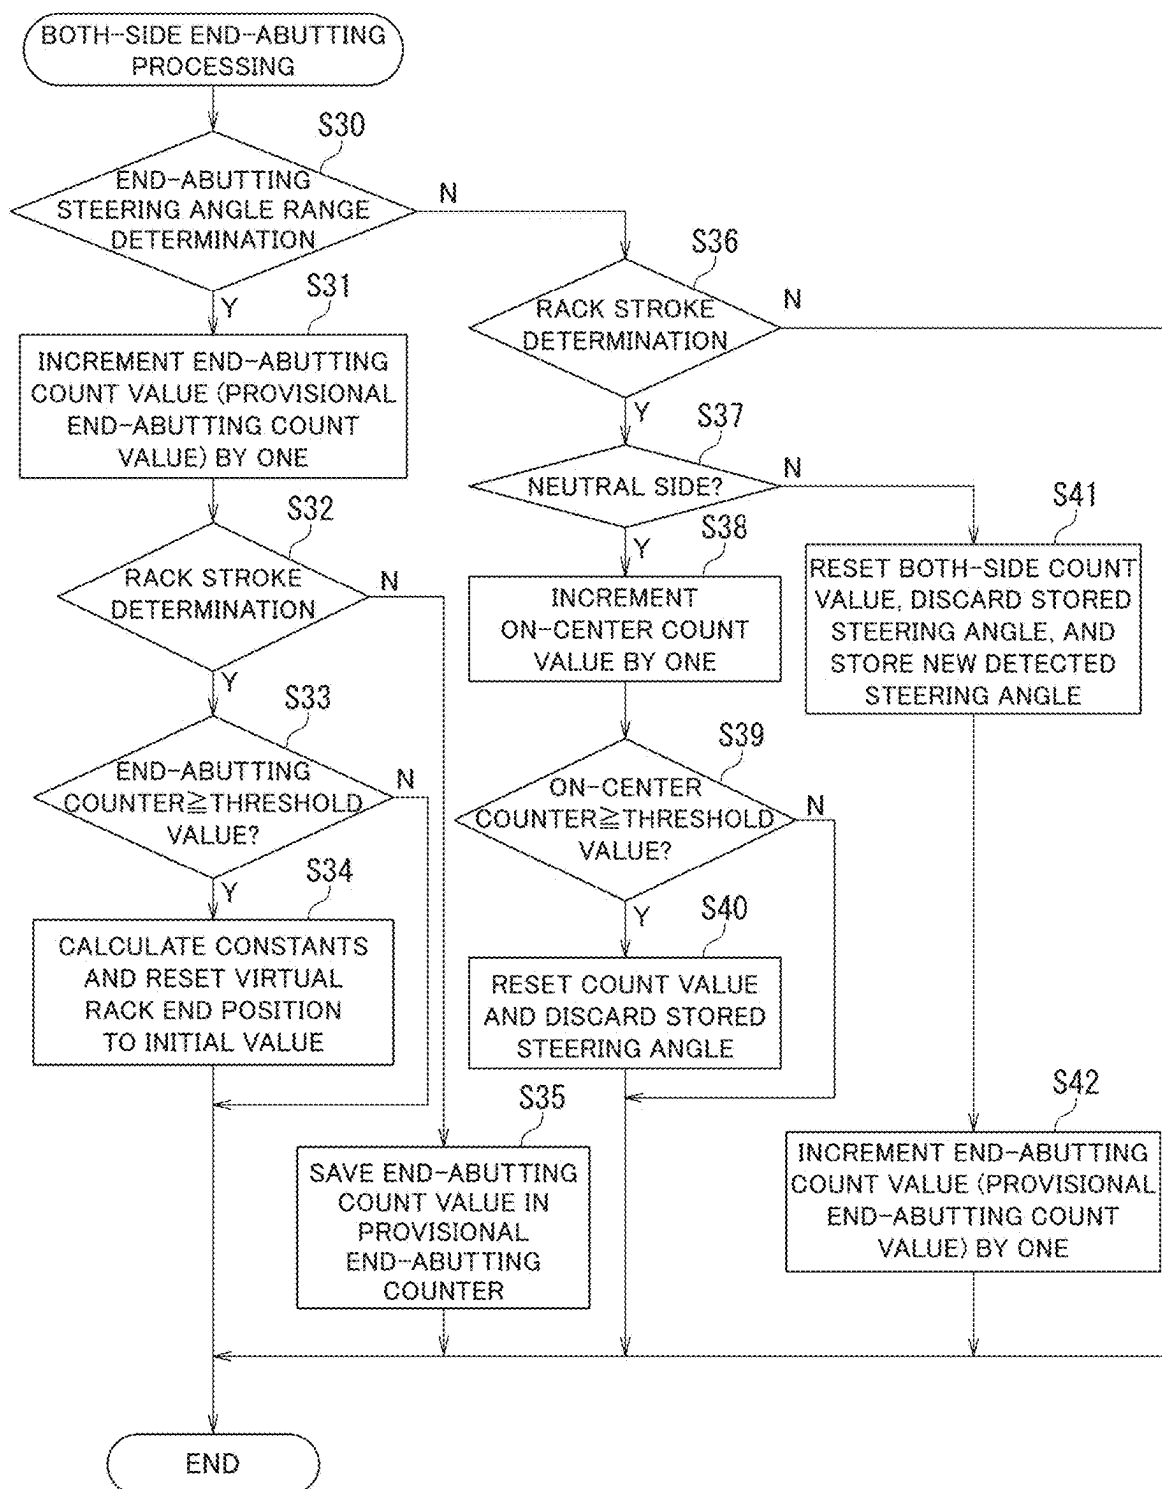 BOTH-SIDE END-ABUTTING
PROCESSING
S30
END-ABUTTING
STEERING ANGLE RANGE
DETERMINATION
N
Y
S31
INCREMENT END-ABUTTING
COUNT VALUE (PROVISIONAL
END-ABUTTING COUNT
VALUE) BY ONE
S32
RACK STROKE
DETERMINATION
N
Y
S33
END-ABUTTING
COUNTER≧THRESHOLD
VALUE?
N
Y
S34
CALCULATE CONSTANTS
AND RESET VIRTUAL
RACK END POSITION
TO INITIAL VALUE
S35
SAVE END-ABUTTING
COUNT VALUE IN
PROVISIONAL
END-ABUTTING
COUNTER
S36
RACK STROKE
DETERMINATION
N
Y
S37
NEUTRAL SIDE?
N
Y
S38
INCREMENT
ON-CENTER COUNT
VALUE BY ONE
S39
ON-CENTER
COUNTER≧THRESHOLD
VALUE?
N
Y
S40
RESET COUNT VALUE
AND DISCARD STORED
STEERING ANGLE
S41
RESET BOTH-SIDE COUNT
VALUE, DISCARD STORED
STEERING ANGLE, AND
STORE NEW DETECTED
STEERING ANGLE
S42
INCREMENT END-ABUTTING
COUNT VALUE (PROVISIONAL
END-ABUTTING COUNT
VALUE) BY ONE
END